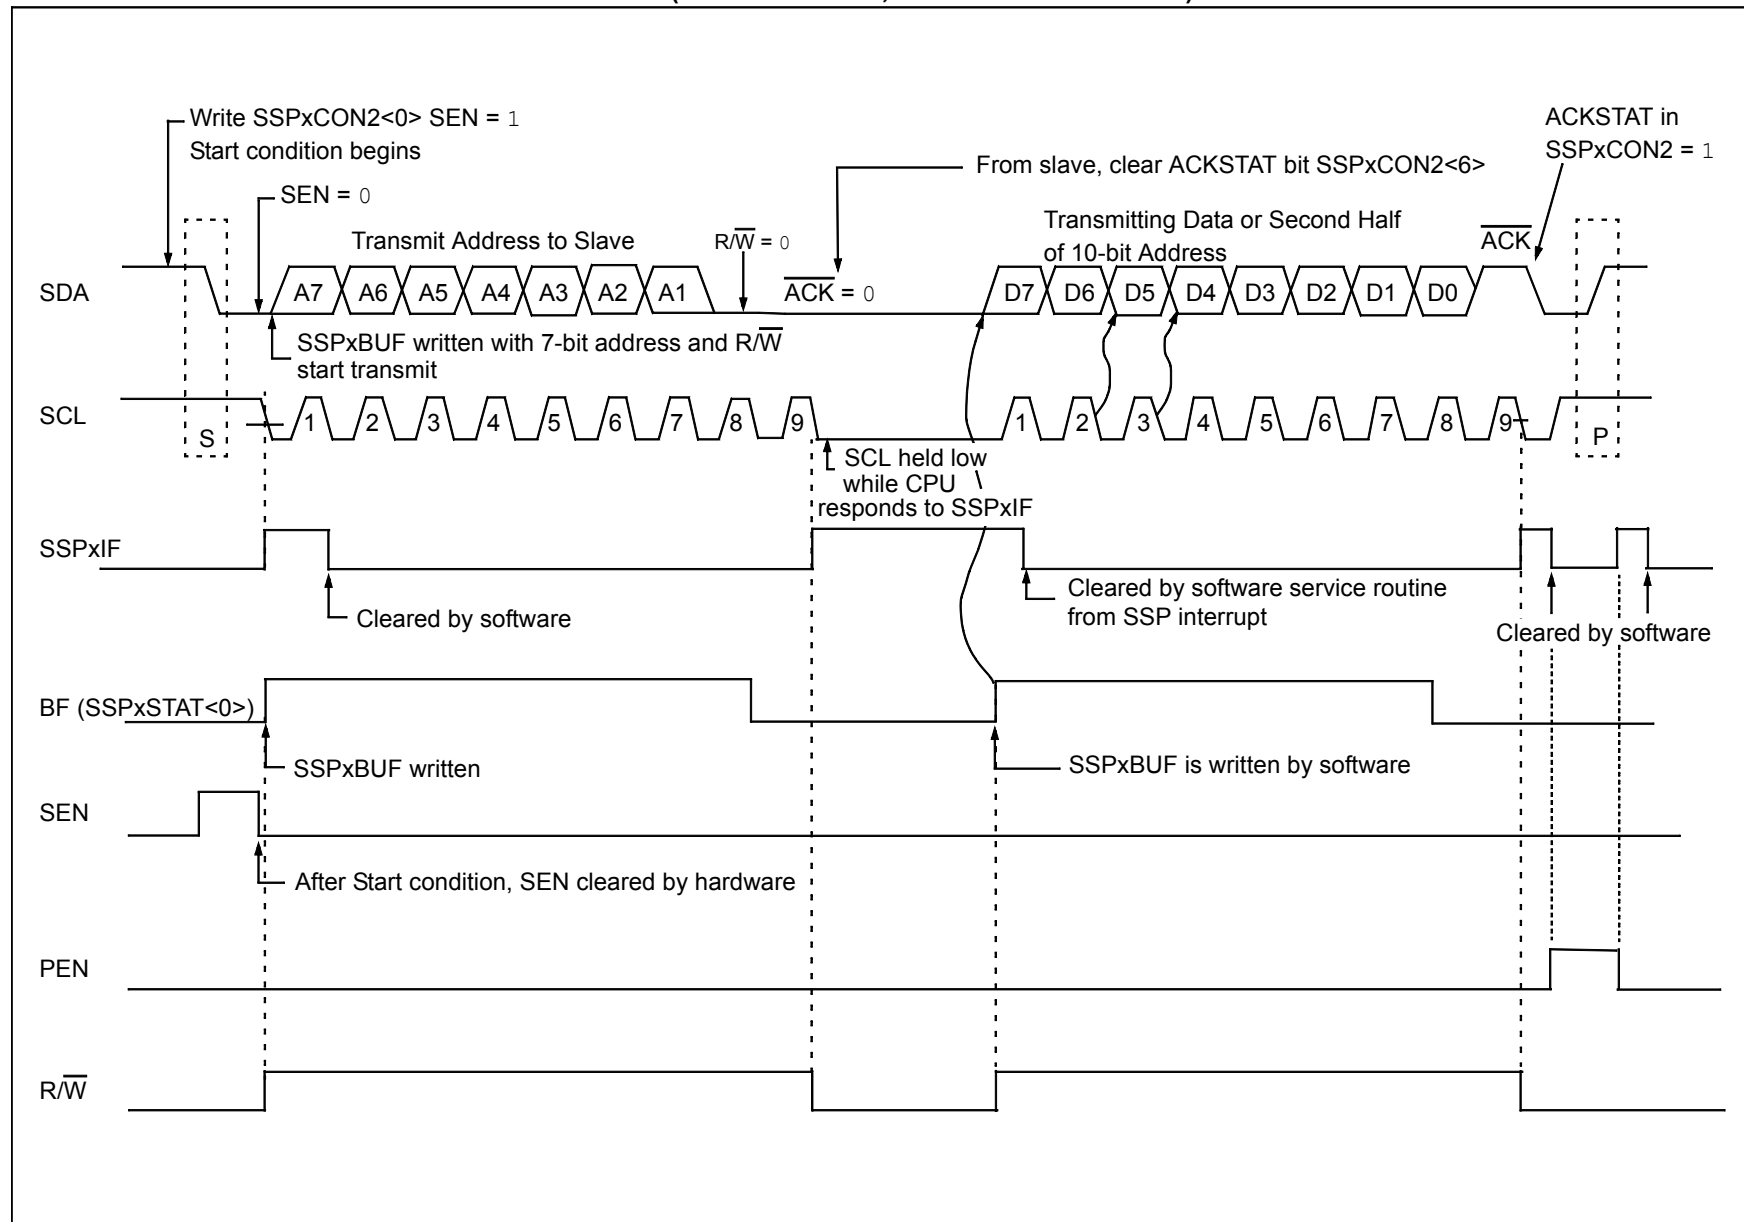 Write SSPxCON2<0> SEN = 1
Start condition begins
ACKSTAT in
SSPxCON2 = 1
From slave, clear ACKSTAT bit SSPxCON2<6>
SEN = 0
Transmit Address to Slave
R/W̅ = 0
Transmitting Data or Second Half
of 10-bit Address
A̅C̅K̅
SDA
A7 A6 A5 A4 A3 A2 A1
A̅C̅K̅ = 0
D7 D6 D5 D4 D3 D2 D1 D0
SSPxBUF written with 7-bit address and R/W̅
start transmit
SCL
S
1 2 3 4 5 6 7 8 9
1 2 3 4 5 6 7 8 9
P
SCL held low
while CPU
responds to SSPxIF
SSPxIF
Cleared by software
Cleared by software service routine
from SSP interrupt
Cleared by software
BF (SSPxSTAT<0>)
SSPxBUF written
SSPxBUF is written by software
SEN
After Start condition, SEN cleared by hardware
PEN
R/W̅